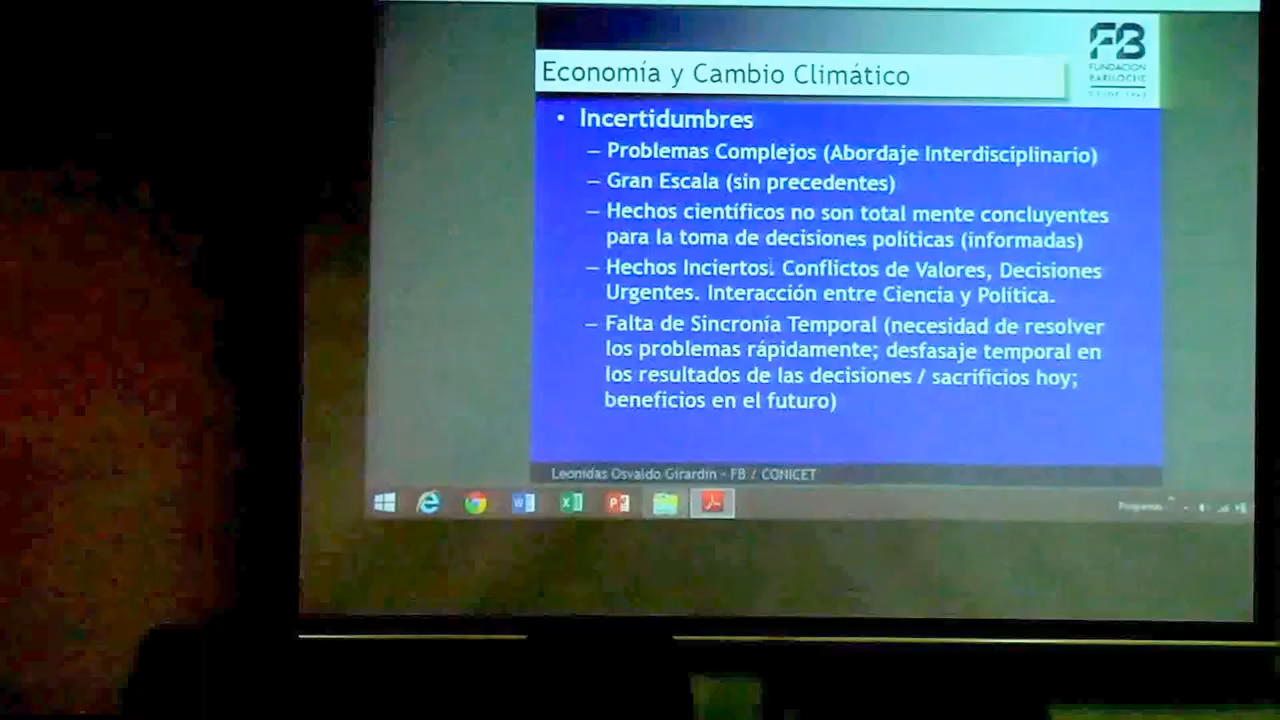 FB
FUNDACION
BARILOCHE
Economía y Cambio Climático
• Incertidumbres
– Problemas Complejos (Abordaje Interdisciplinario)
– Gran Escala (sin precedentes)
– Hechos científicos no son total mente concluyentes
para la toma de decisiones políticas (informadas)
– Hechos Inciertos. Conflictos de Valores, Decisiones
Urgentes. Interacción entre Ciencia y Política.
– Falta de Sincronía Temporal (necesidad de resolver
los problemas rápidamente; desfasaje temporal en
los resultados de las decisiones / sacrificios hoy;
beneficios en el futuro)
Leonidas Osvaldo Girardin - FB / CONICET
Programas